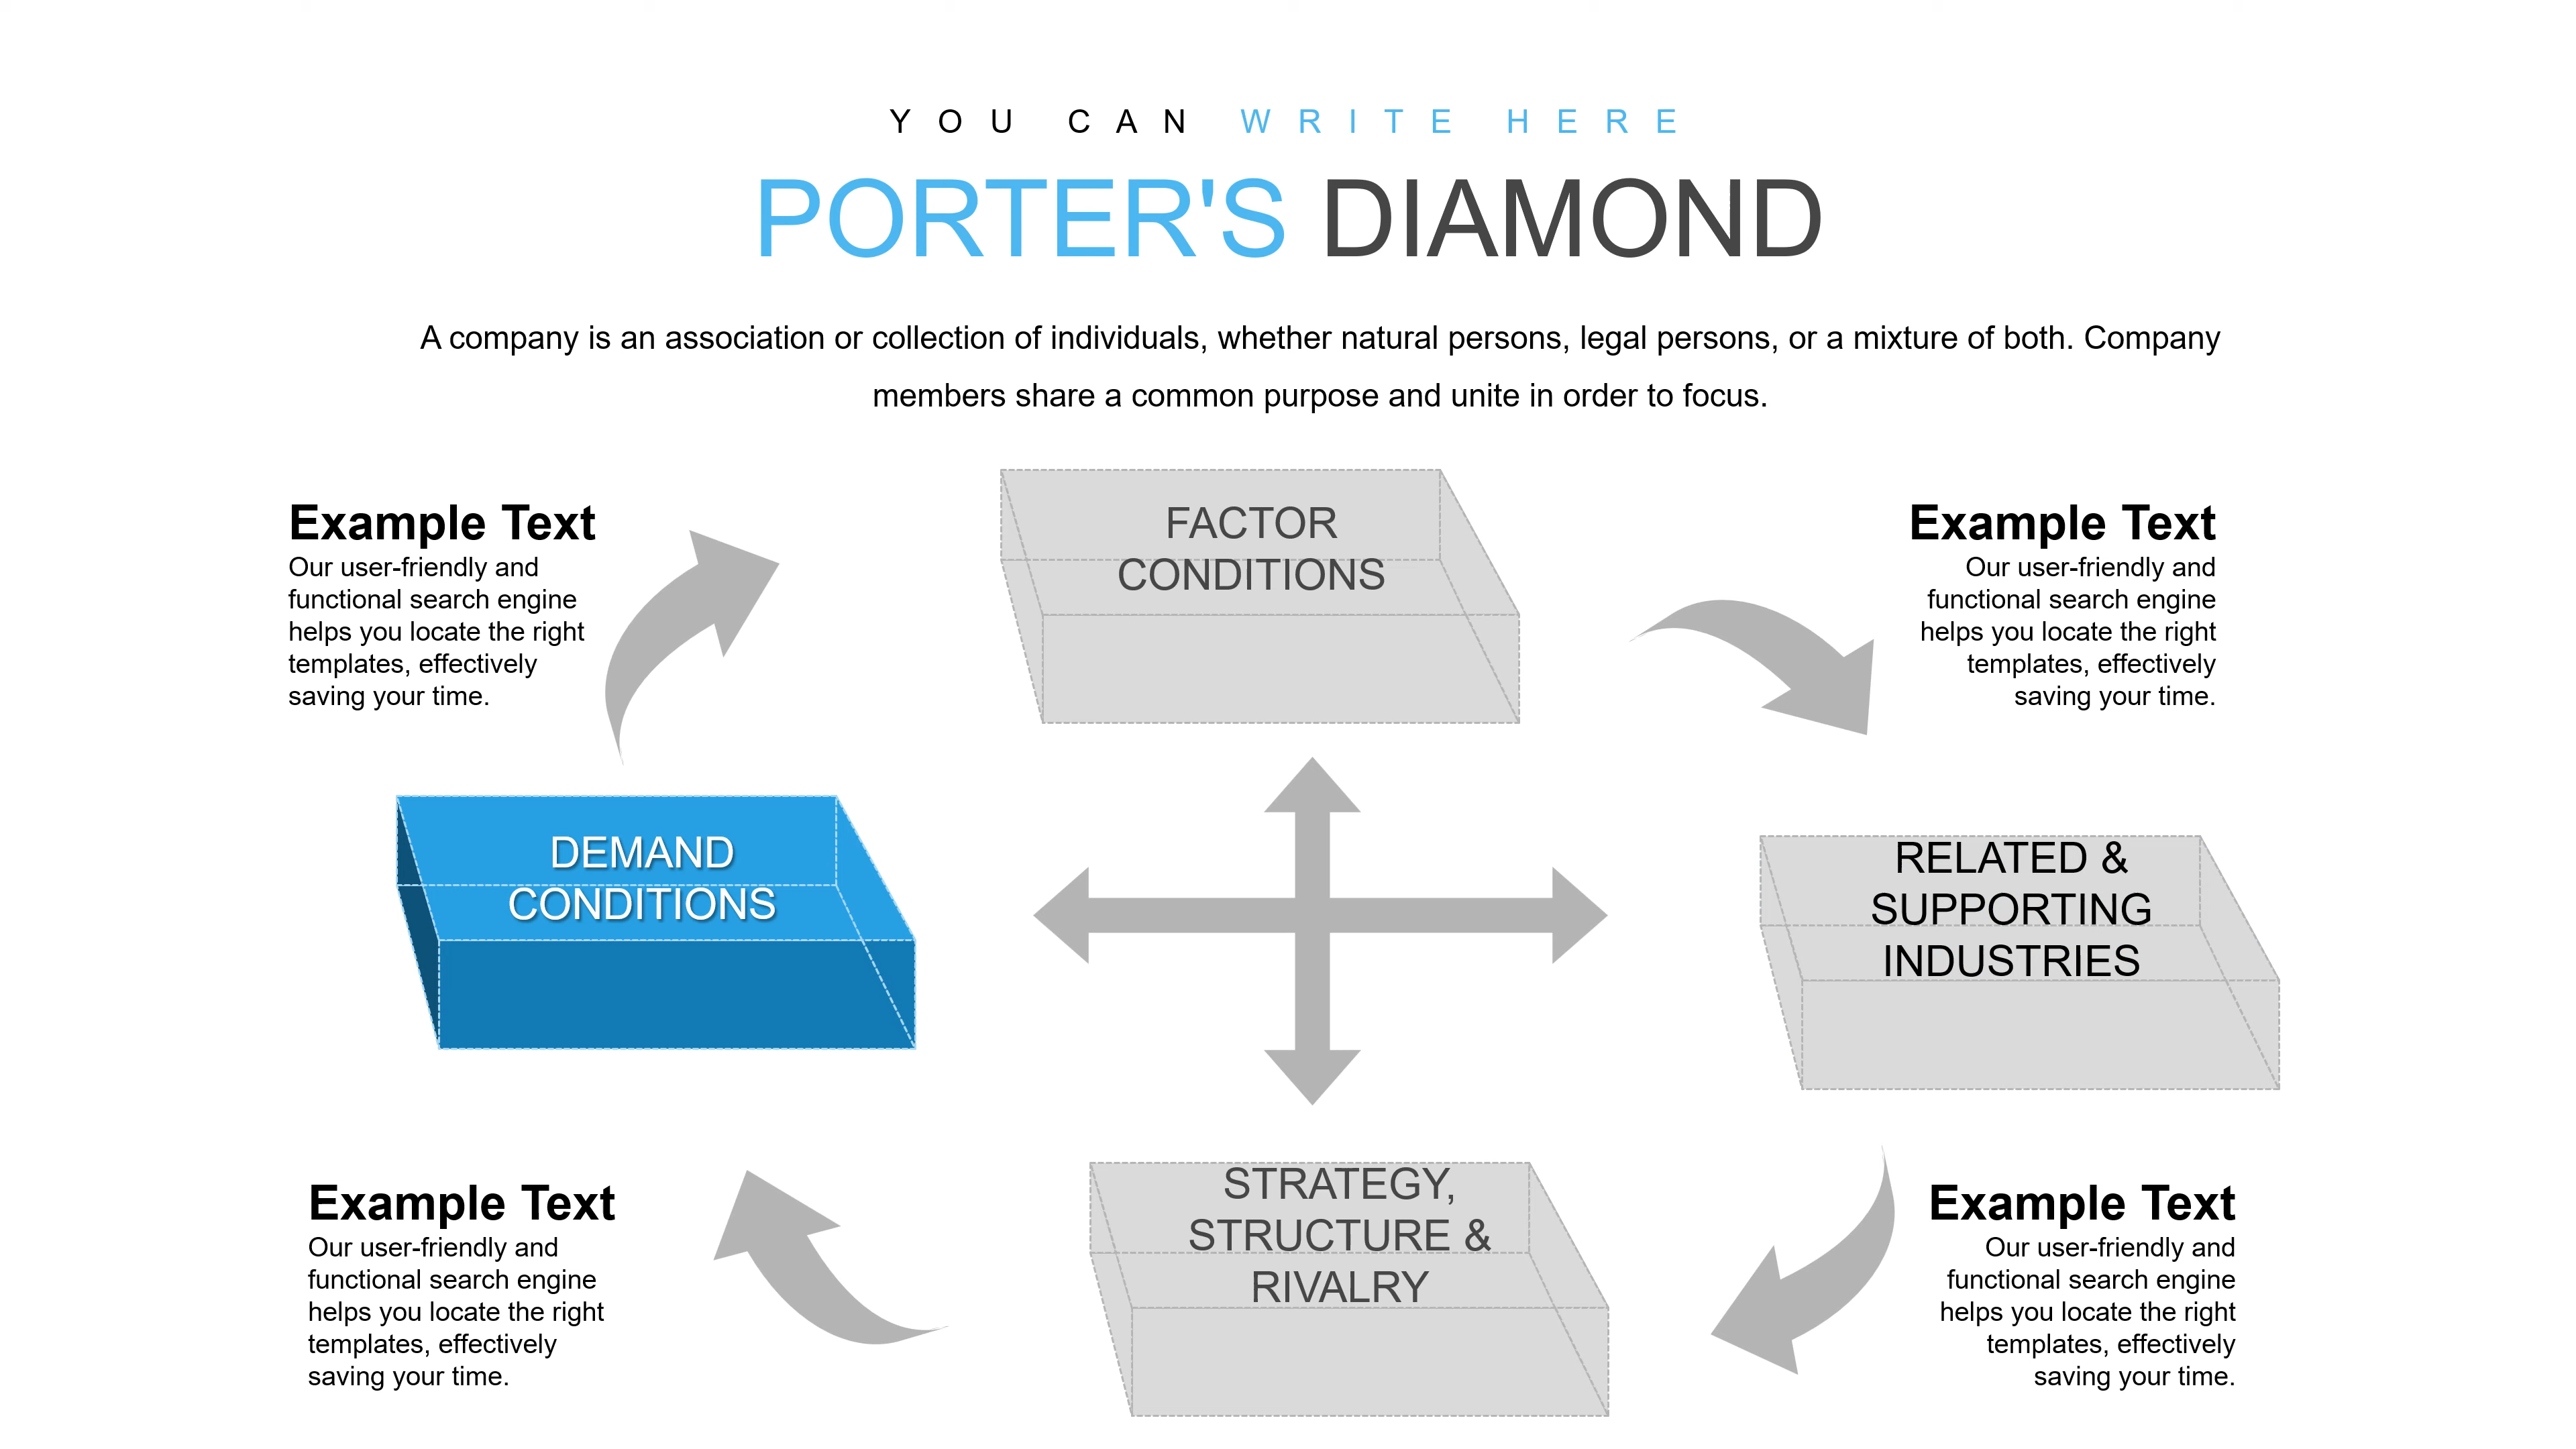 YOU CAN WRITE HERE
PORTER'S DIAMOND
A company is an association or collection of individuals, whether natural persons, legal persons, or a mixture of both. Company
members share a common purpose and unite in order to focus.
Example Text
Our user-friendly and
functional search engine
helps you locate the right
templates, effectively
saving your time.
FACTOR
CONDITIONS
Example Text
Our user-friendly and
functional search engine
helps you locate the right
templates, effectively
saving your time.
DEMAND
CONDITIONS
RELATED &
SUPPORTING
INDUSTRIES
Example Text
Our user-friendly and
functional search engine
helps you locate the right
templates, effectively
saving your time.
STRATEGY,
STRUCTURE &
RIVALRY
Example Text
Our user-friendly and
functional search engine
helps you locate the right
templates, effectively
saving your time.